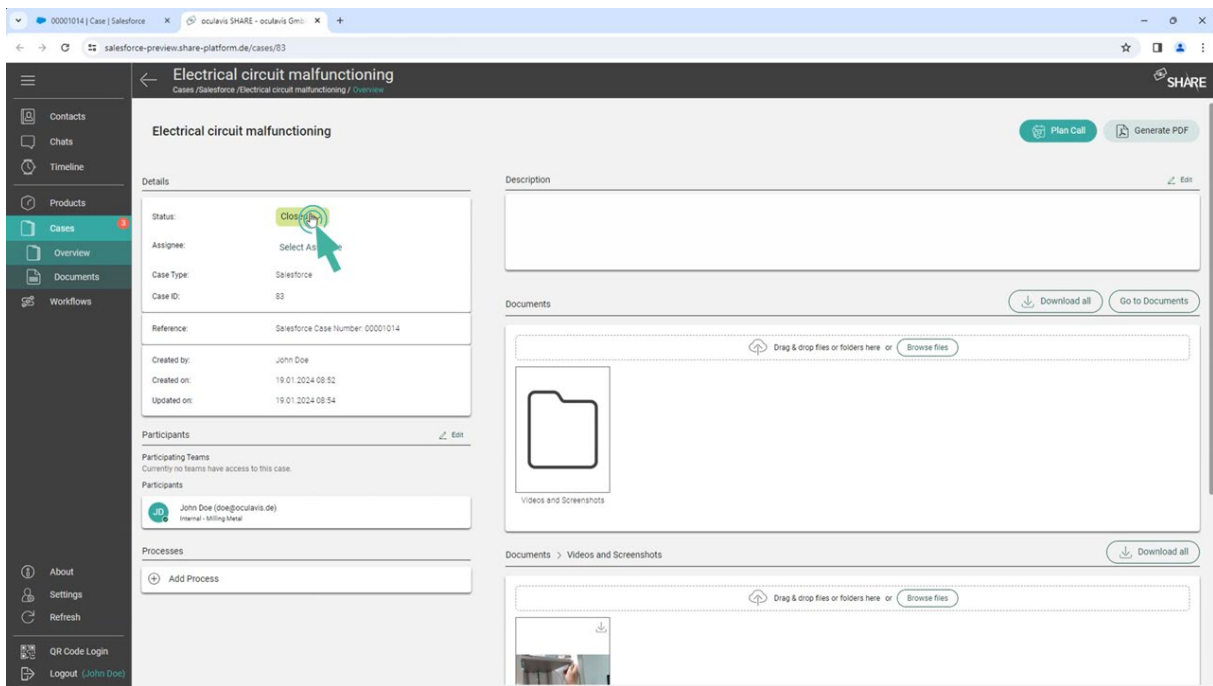 00001014 | Case | Salesforce
oculavis SHARE - oculavis Gmb
salesforce-preview.share-platform.de/cases/83
Electrical circuit malfunctioning
Cases /Salesforce /Electrical circuit malfunctioning / Overview
SHARE
Contacts
Chats
Timeline
Products
Cases
3
Overview
Documents
Workflows
About
Settings
Refresh
QR Code Login
Logout (John Doe)
Electrical circuit malfunctioning
Plan Call
Generate PDF
Details
Status:
Assignee:
Select
Case Type: Salesforce
Case ID: 83
Reference: Salesforce Case Number: 00001014
Created by: John Doe
Created on: 19.01.2024 08:52
Updated on: 19.01.2024 08:54
Participants
Edit
Participating Teams
Currently no teams have access to this case.
Participants
JD
John Doe (doe@oculavis.de)
Internal - Milling Metal
Processes
Add Process
Description
Edit
Documents
Download all
Go to Documents
Drag & drop files or folders here or Browse files
Videos and Screenshots
Documents > Videos and Screenshots
Download all
Drag & drop files or folders here or Browse files